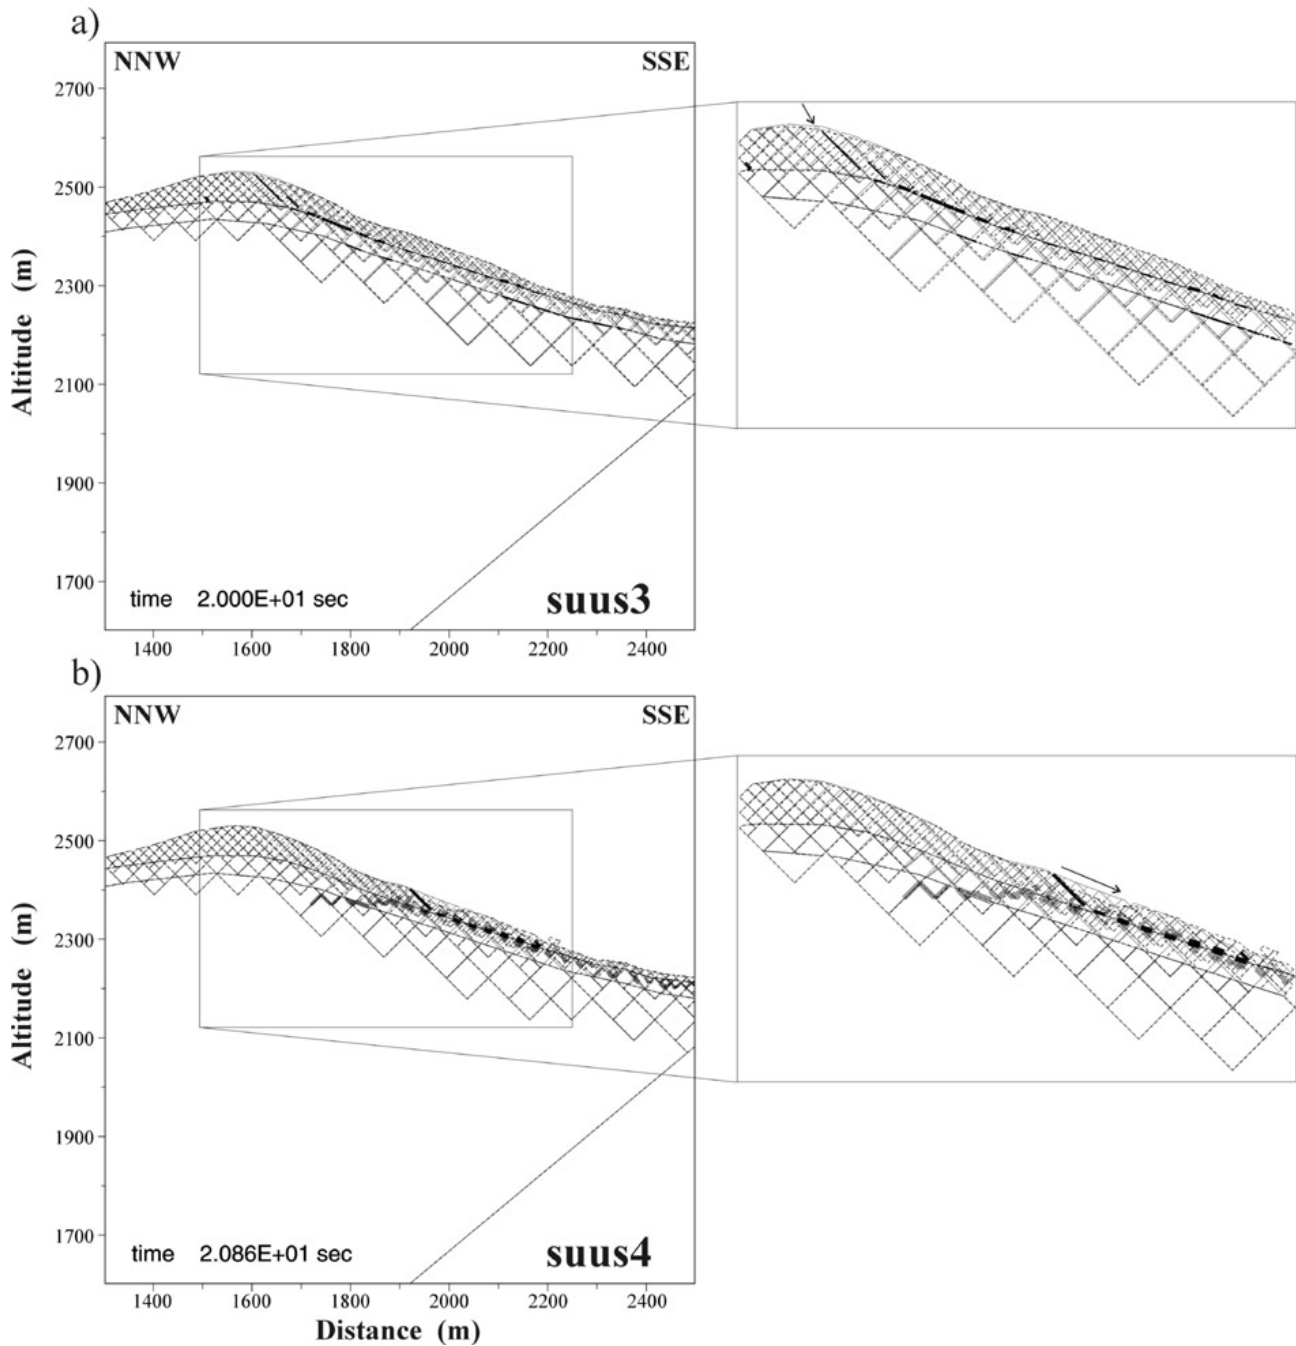 a)
NNW SSE
2700
2500
2300
2100
1900
1700
Altitude (m)
time 2.000E+01 sec suus3
1400 1600 1800 2000 2200 2400
b)
NNW SSE
2700
2500
2300
2100
1900
1700
Altitude (m)
time 2.086E+01 sec suus4
1400 1600 1800 2000 2200 2400
Distance (m)